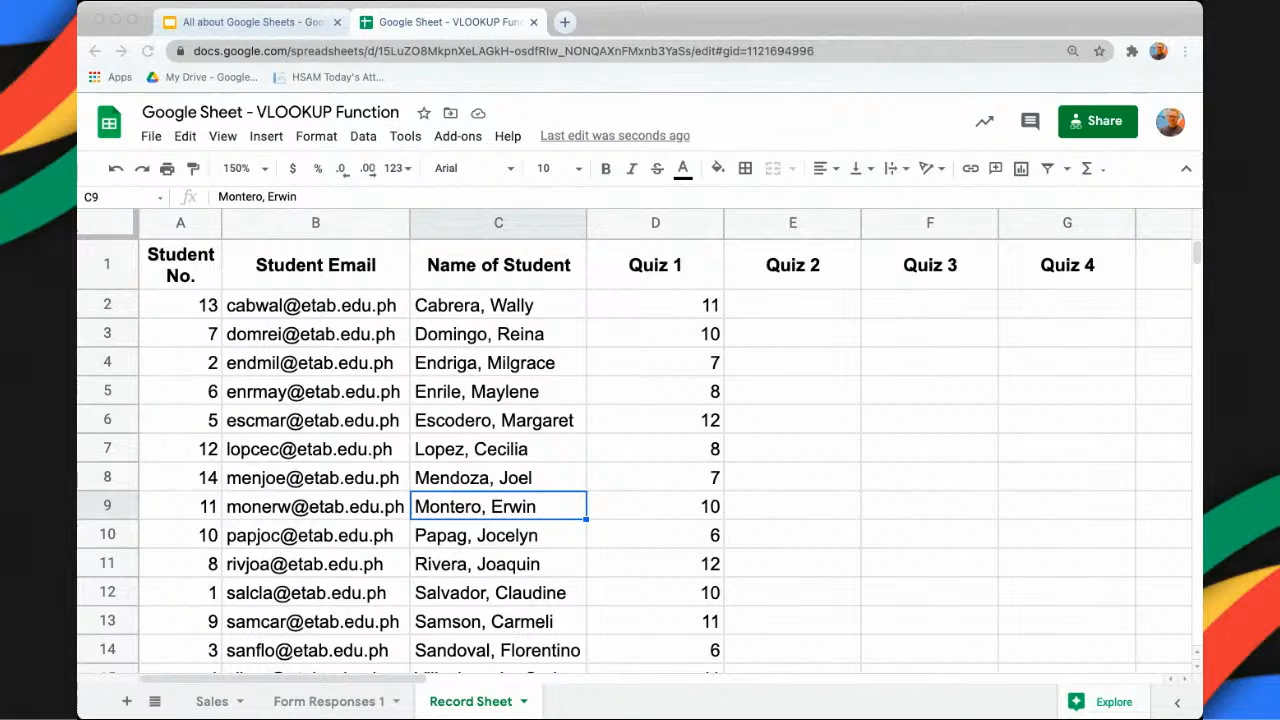 All about Google Sheets - Goo
Google Sheet - VLOOKUP Func
docs.google.com/spreadsheets/d/15LuZO8MkpnXeLAGkH-osdfRIw_NONQAXnFMxnb3YaSs/edit#gid=1121694996
Apps My Drive - Google... HSAM Today's Att...
Google Sheet - VLOOKUP Function
File Edit View Insert Format Data Tools Add-ons Help Last edit was seconds ago
Share
150% $ % .0 .00 123 Arial 10 B I S A Σ
C9 fx Montero, Erwin
A B C D E F G
1 Student No. Student Email Name of Student Quiz 1 Quiz 2 Quiz 3 Quiz 4
2 13 cabwal@etab.edu.ph Cabrera, Wally 11
3 7 domrei@etab.edu.ph Domingo, Reina 10
4 2 endmil@etab.edu.ph Endriga, Milgrace 7
5 6 enrmay@etab.edu.ph Enrile, Maylene 8
6 5 escmar@etab.edu.ph Escodero, Margaret 12
7 12 lopcec@etab.edu.ph Lopez, Cecilia 8
8 14 menjoe@etab.edu.ph Mendoza, Joel 7
9 11 monerw@etab.edu.ph Montero, Erwin 10
10 10 papjoc@etab.edu.ph Papag, Jocelyn 6
11 8 rivjoa@etab.edu.ph Rivera, Joaquin 12
12 1 salcla@etab.edu.ph Salvador, Claudine 10
13 9 samcar@etab.edu.ph Samson, Carmeli 11
14 3 sanflo@etab.edu.ph Sandoval, Florentino 6
Sales Form Responses 1 Record Sheet Explore